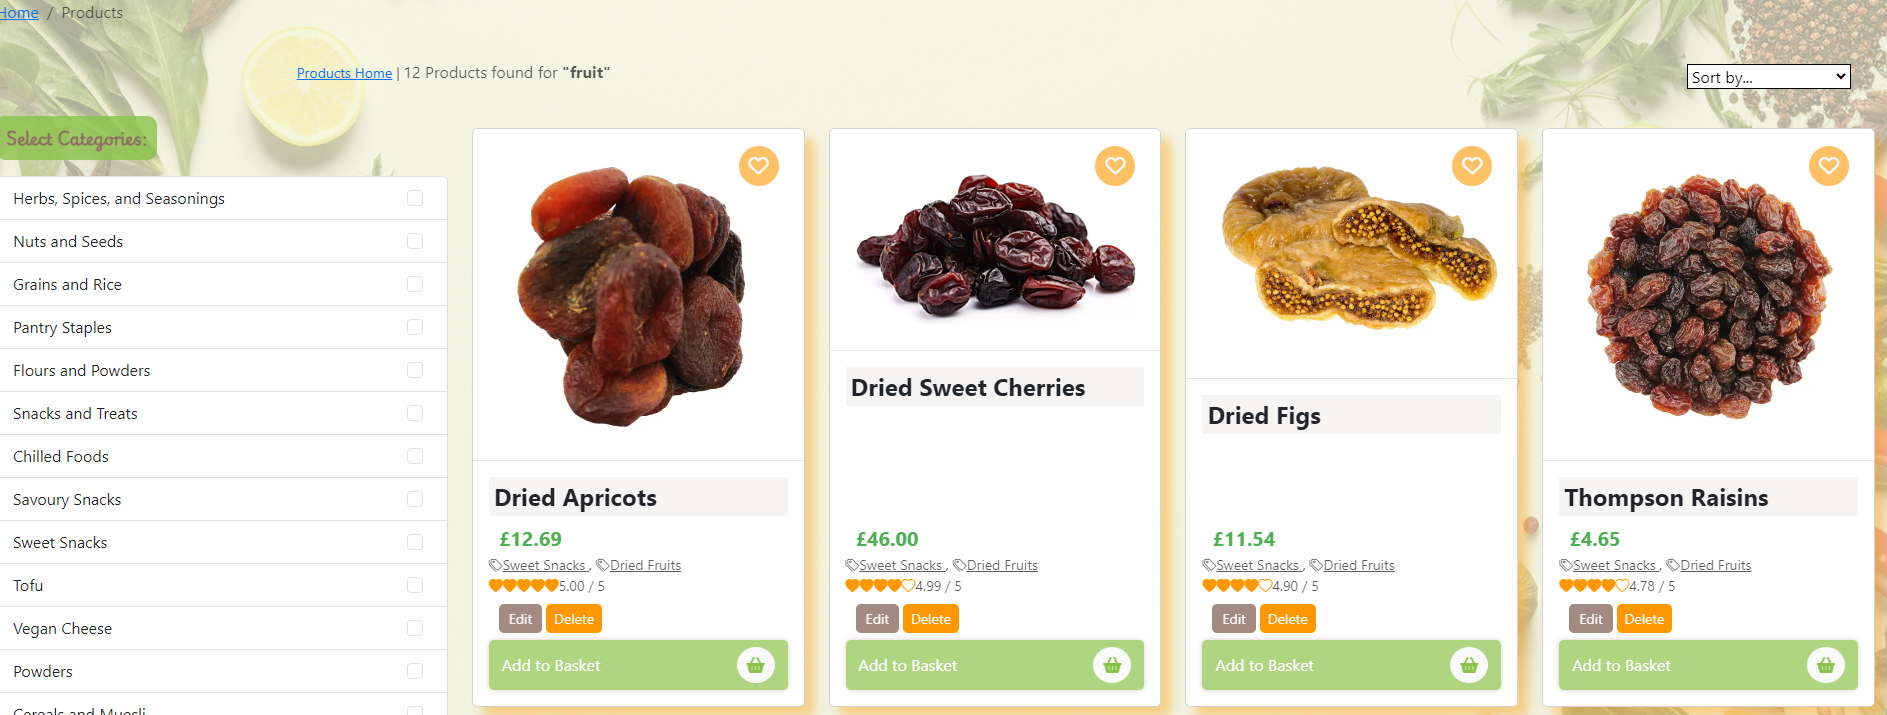 Home / Products
Products Home | 12 Products found for "fruit"
Sort by...
Select Categories:
Herbs, Spices, and Seasonings
Nuts and Seeds
Grains and Rice
Pantry Staples
Flours and Powders
Snacks and Treats
Chilled Foods
Savoury Snacks
Sweet Snacks
Tofu
Vegan Cheese
Powders
Cereals and Muesli
Dried Apricots
£12.69
Sweet Snacks , Dried Fruits
5.00 / 5
Edit Delete
Add to Basket
Dried Sweet Cherries
£46.00
Sweet Snacks , Dried Fruits
4.99 / 5
Edit Delete
Add to Basket
Dried Figs
£11.54
Sweet Snacks , Dried Fruits
4.90 / 5
Edit Delete
Add to Basket
Thompson Raisins
£4.65
Sweet Snacks , Dried Fruits
4.78 / 5
Edit Delete
Add to Basket